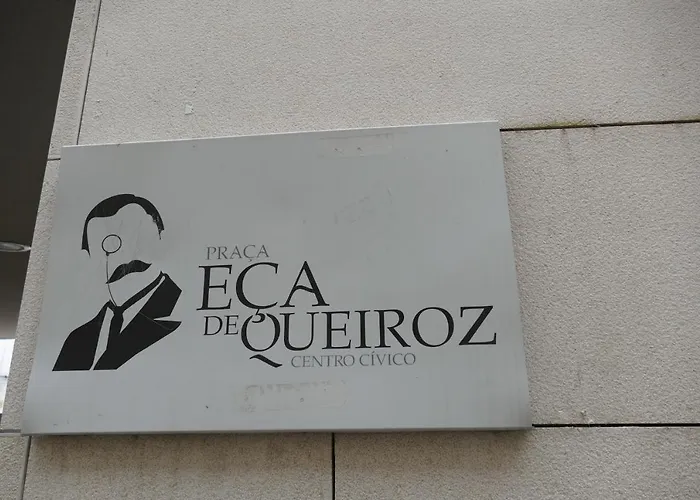 PRAÇA
EÇA
DE QUEIROZ
CENTRO CÍVICO